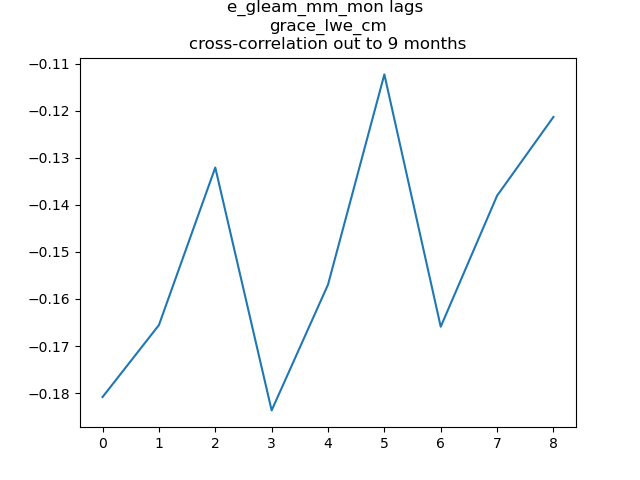 e_gleam_mm_mon lags
grace_lwe_cm
cross-correlation out to 9 months
−0.11
−0.12
−0.13
−0.14
−0.15
−0.16
−0.17
−0.18
0 1 2 3 4 5 6 7 8